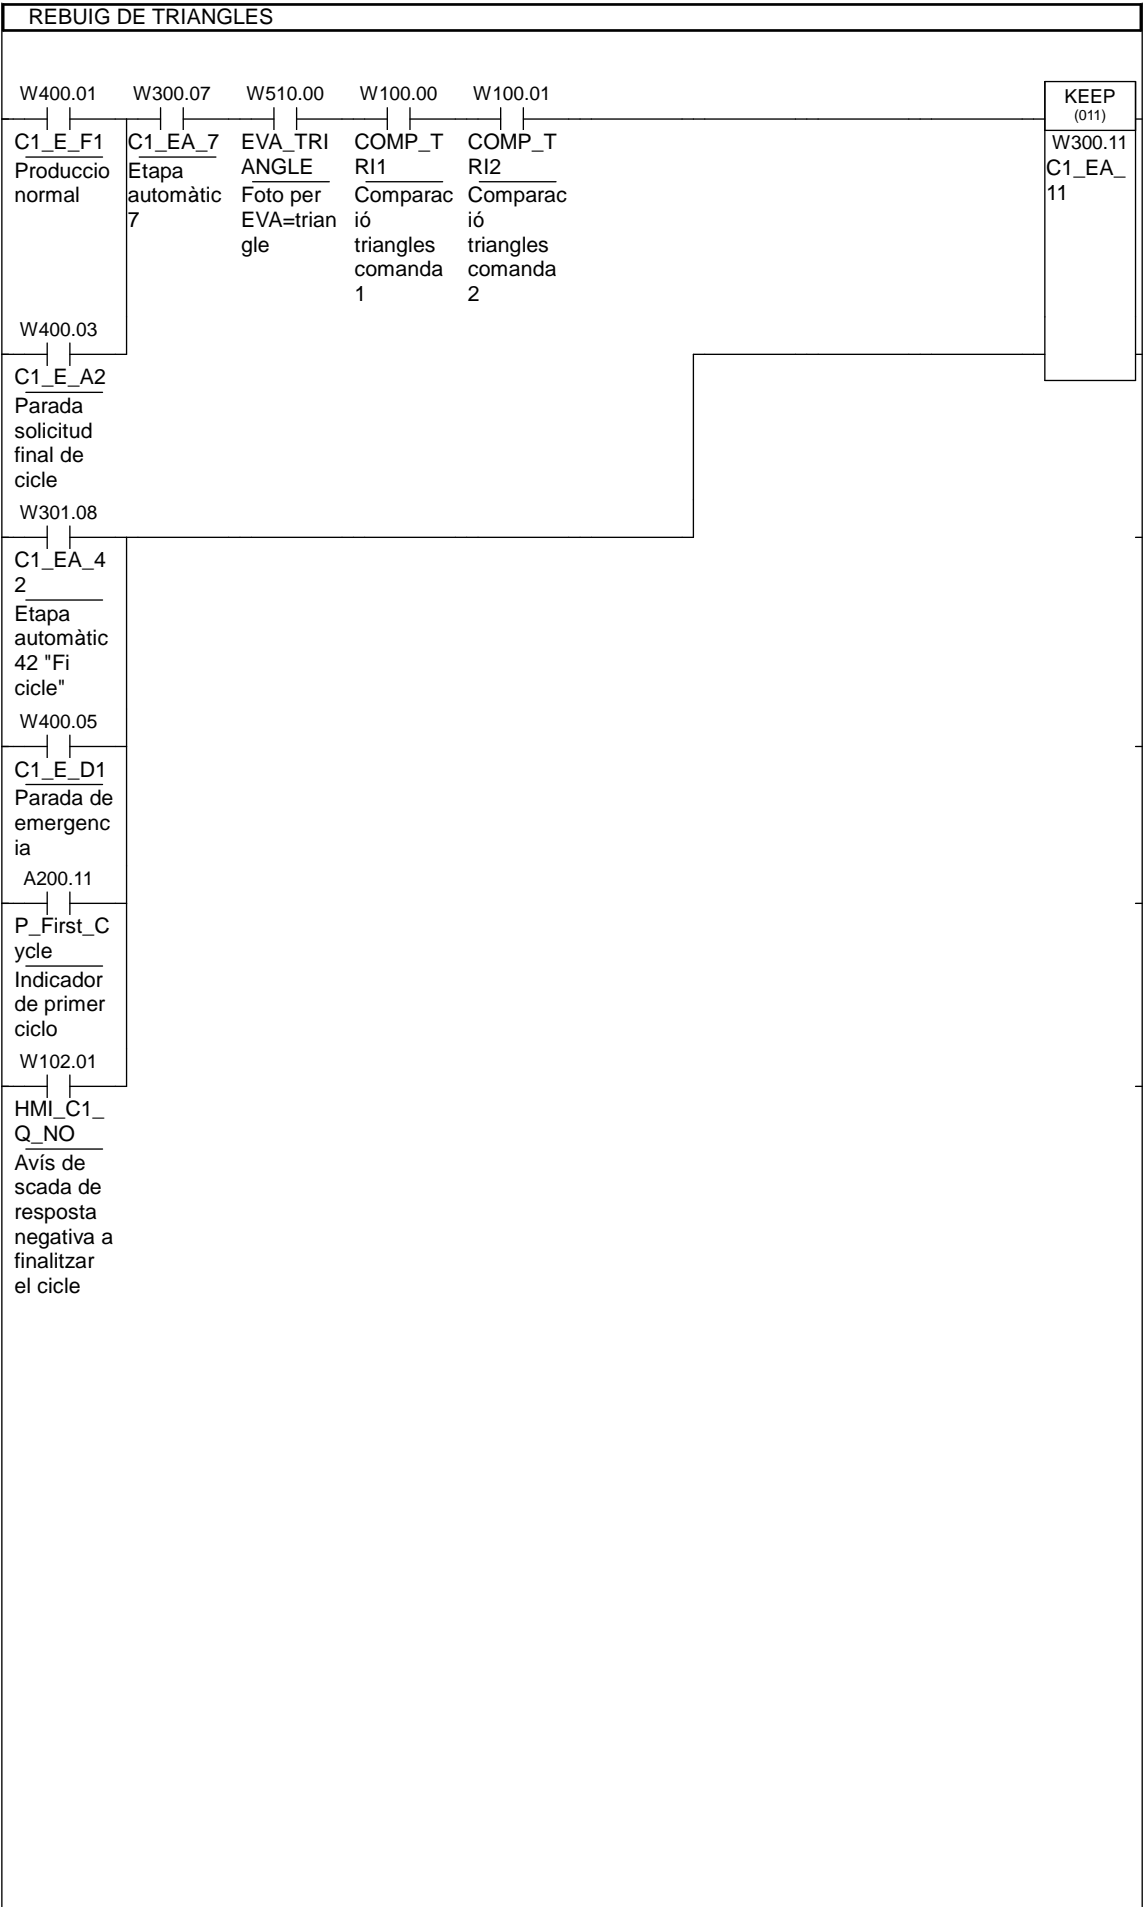 REBUIG DE TRIANGLES
W400.01
W300.07
W510.00
W100.00
W100.01
KEEP
(011)
W300.11
C1_EA_
11
C1_E_F1
Produccio
normal
C1_EA_7
Etapa
automàtic
7
EVA_TRI
ANGLE
Foto per
EVA=trian
gle
COMP_T
RI1
Comparac
ió
triangles
comanda
1
COMP_T
RI2
Comparac
ió
triangles
comanda
2
W400.03
C1_E_A2
Parada
solicitud
final de
cicle
W301.08
C1_EA_4
2
Etapa
automàtic
42 "Fi
cicle"
W400.05
C1_E_D1
Parada de
emergenc
ia
A200.11
P_First_C
ycle
Indicador
de primer
ciclo
W102.01
HMI_C1_
Q_NO
Avís de
scada de
resposta
negativa a
finalitzar
el cicle